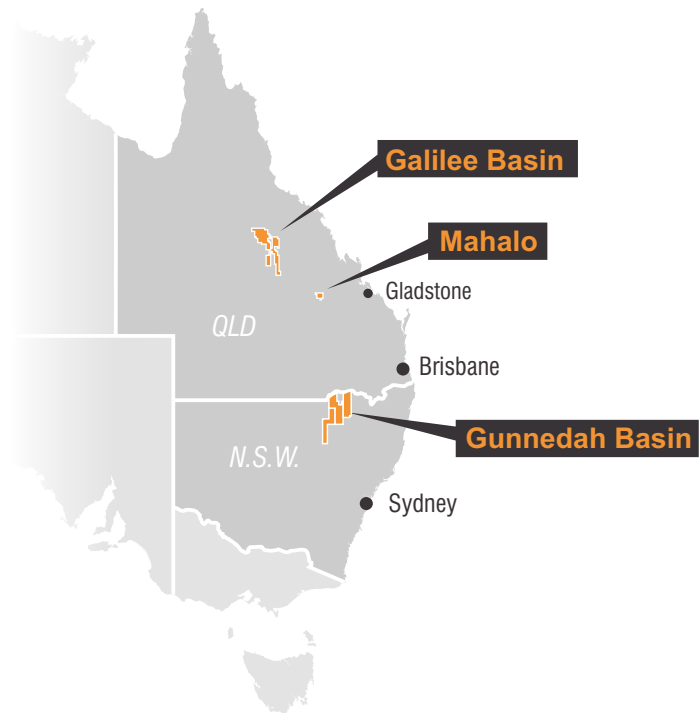 Galilee Basin
Mahalo
Gladstone
QLD
Brisbane
Gunnedah Basin
N.S.W.
Sydney